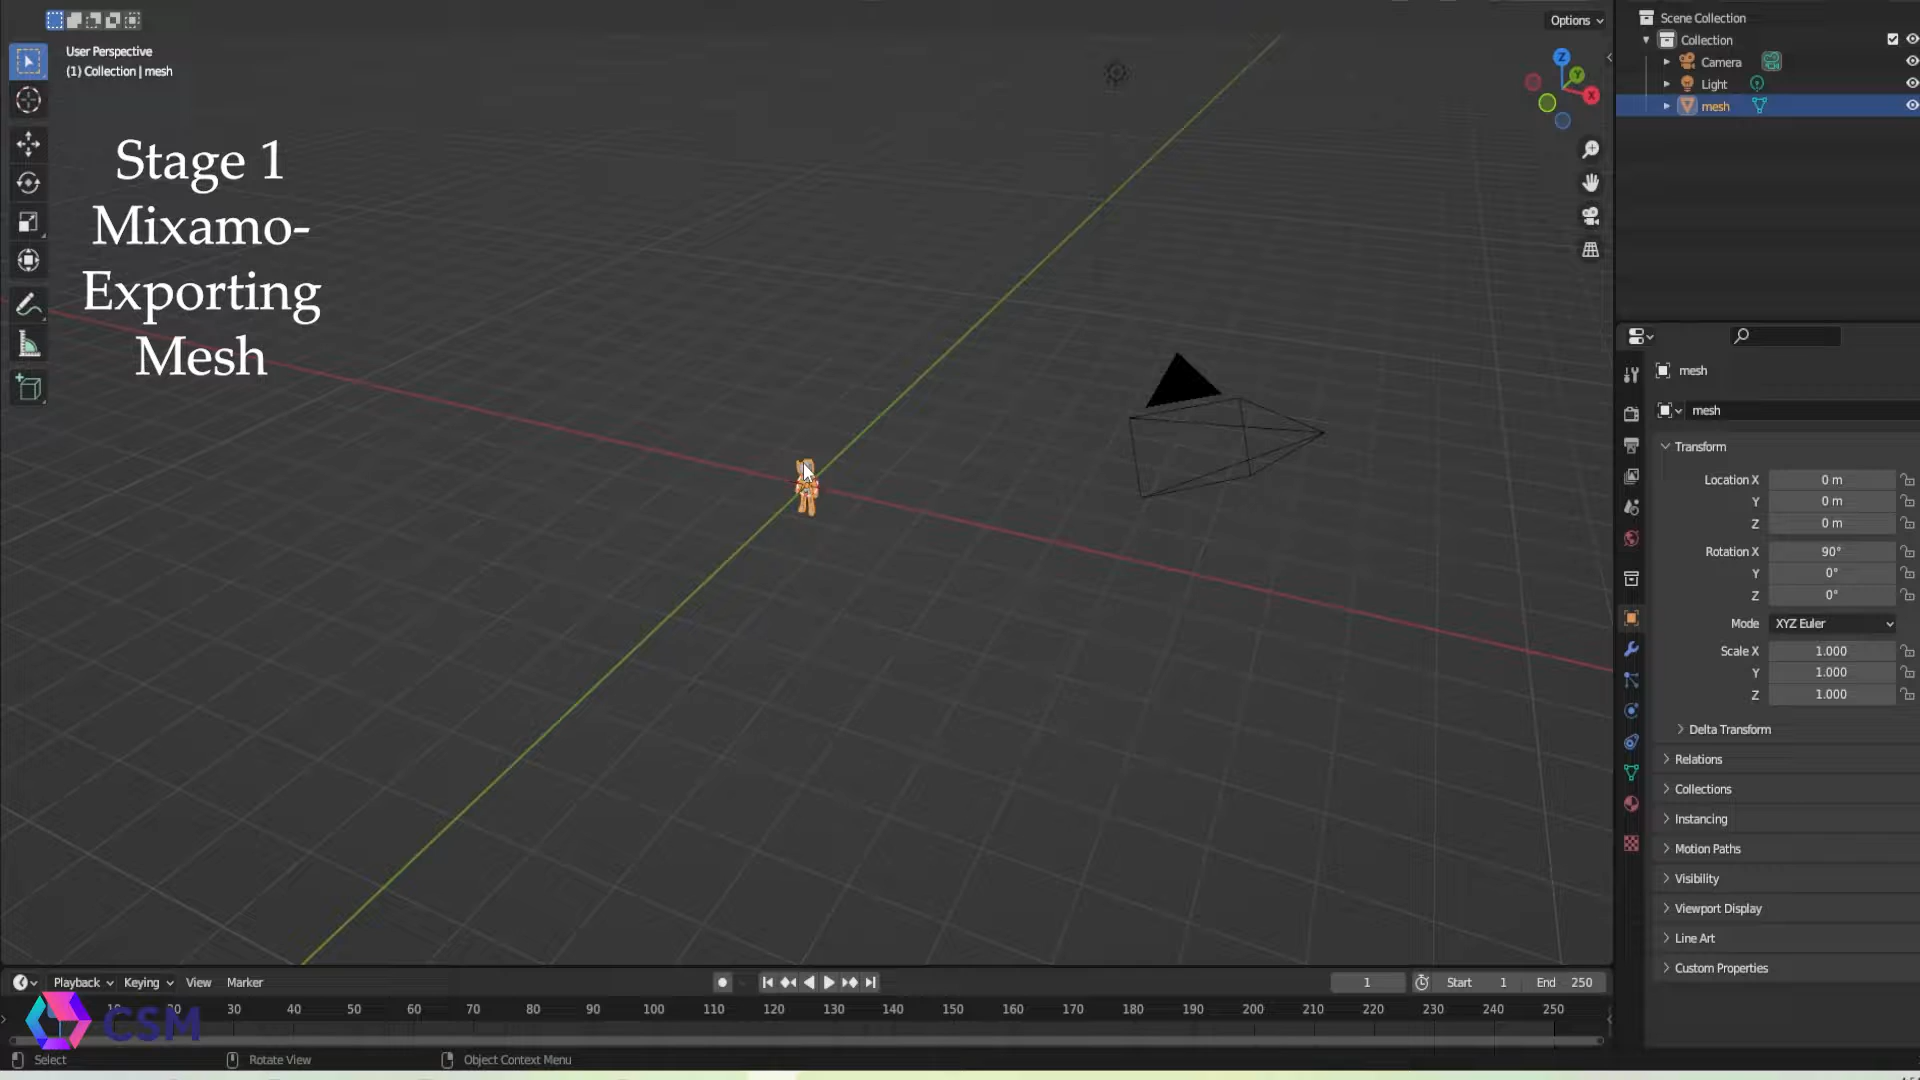 Options
User Perspective
(1) Collection | mesh
Stage 1
Mixamo-
Exporting
Mesh
Z
Y
X
Scene Collection
Collection
Camera
Light
mesh
mesh
mesh
Transform
Location X 0 m
Y 0 m
Z 0 m
Rotation X 90°
Y 0°
Z 0°
Mode XYZ Euler
Scale X 1.000
Y 1.000
Z 1.000
Delta Transform
Relations
Collections
Instancing
Motion Paths
Visibility
Viewport Display
Line Art
Custom Properties
Playback Keying View Marker 1 Start 1 End 250
10 20 30 40 50 60 70 80 90 100 110 120 130 140 150 160 170 180 190 200 210 220 230 240 250
CSM
Select Rotate View Object Context Menu